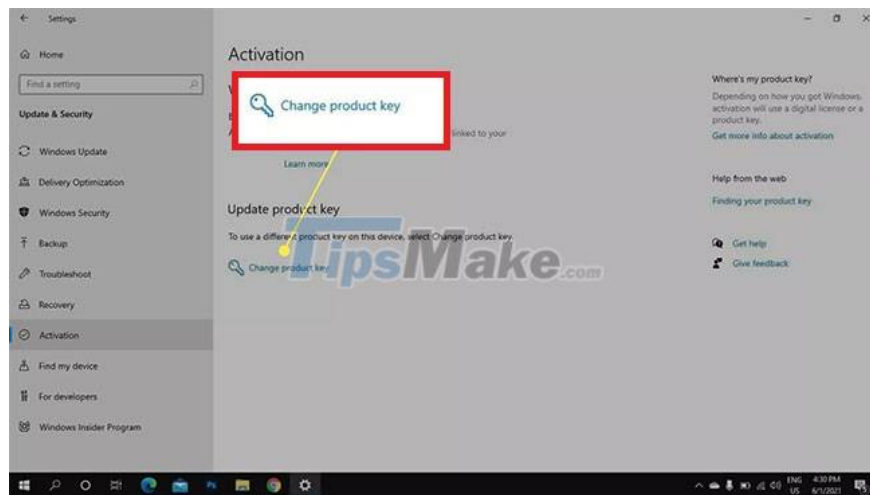 Settings
Home
Find a setting
Update & Security
Windows Update
Delivery Optimization
Windows Security
Backup
Troubleshoot
Recovery
Activation
Find my device
For developers
Windows Insider Program
Activation
Change product key
linked to your
Learn more
Update product key
To use a different product key on this device, select Change product key.
Change product key
TipsMake.com
Where's my product key?
Depending on how you got Windows,
activation will use a digital license or a
product key.
Get more info about activation
Help from the web
Finding your product key
Get help
Give feedback
ENG
US
4:30 PM
6/1/2021